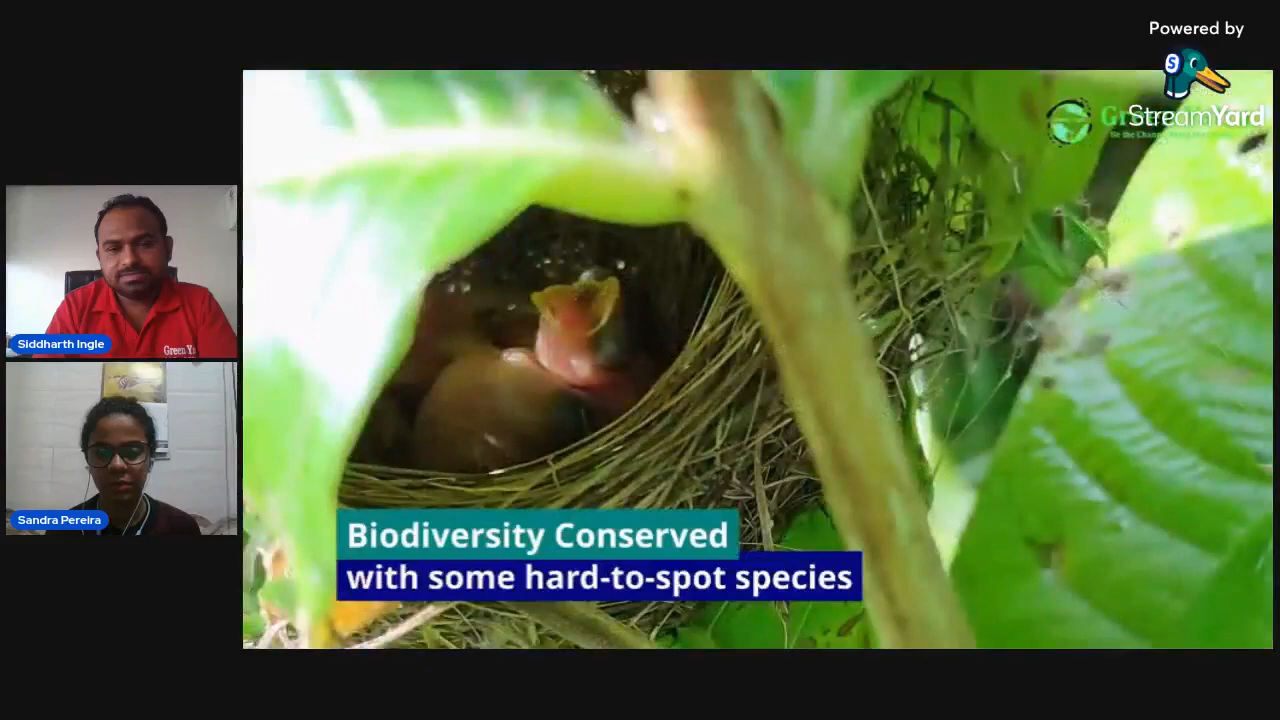 Powered by
S
StreamYard
Siddharth Ingle
Sandra Pereira
Biodiversity Conserved
with some hard-to-spot species